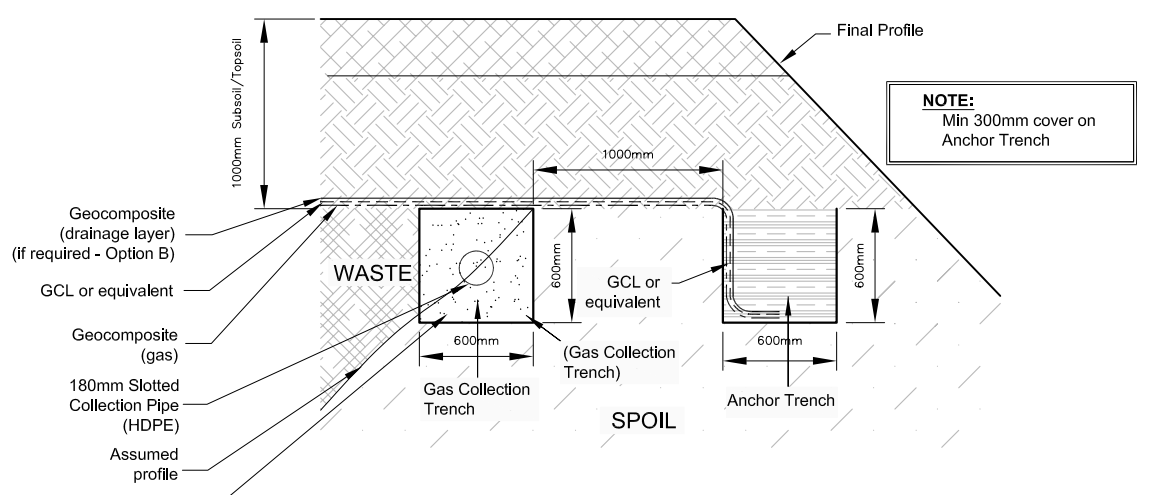 Final Profile
NOTE:
Min 300mm cover on
Anchor Trench
1000mm Subsoil/Topsoil
1000mm
Geocomposite
(drainage layer)
(if required - Option B)
GCL or equivalent
Geocomposite
(gas)
180mm Slotted
Collection Pipe
(HDPE)
Assumed
profile
WASTE
600mm
600mm
Gas Collection
Trench
(Gas Collection
Trench)
GCL or
equivalent
600mm
600mm
Anchor Trench
SPOIL